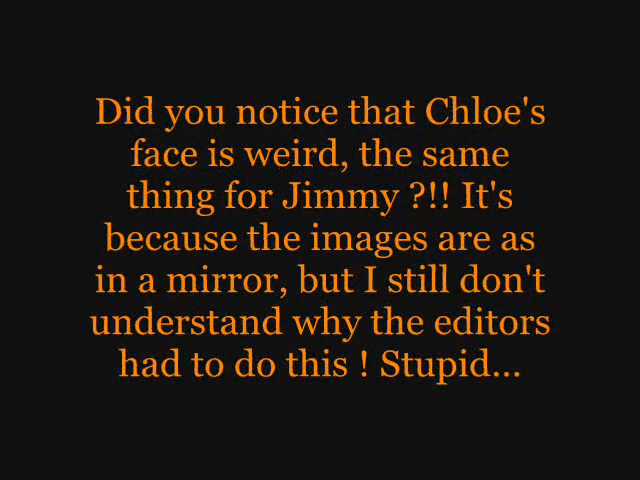 Did you notice that Chloe's
face is weird, the same
thing for Jimmy ?!! It's
because the images are as
in a mirror, but I still don't
understand why the editors
had to do this ! Stupid...